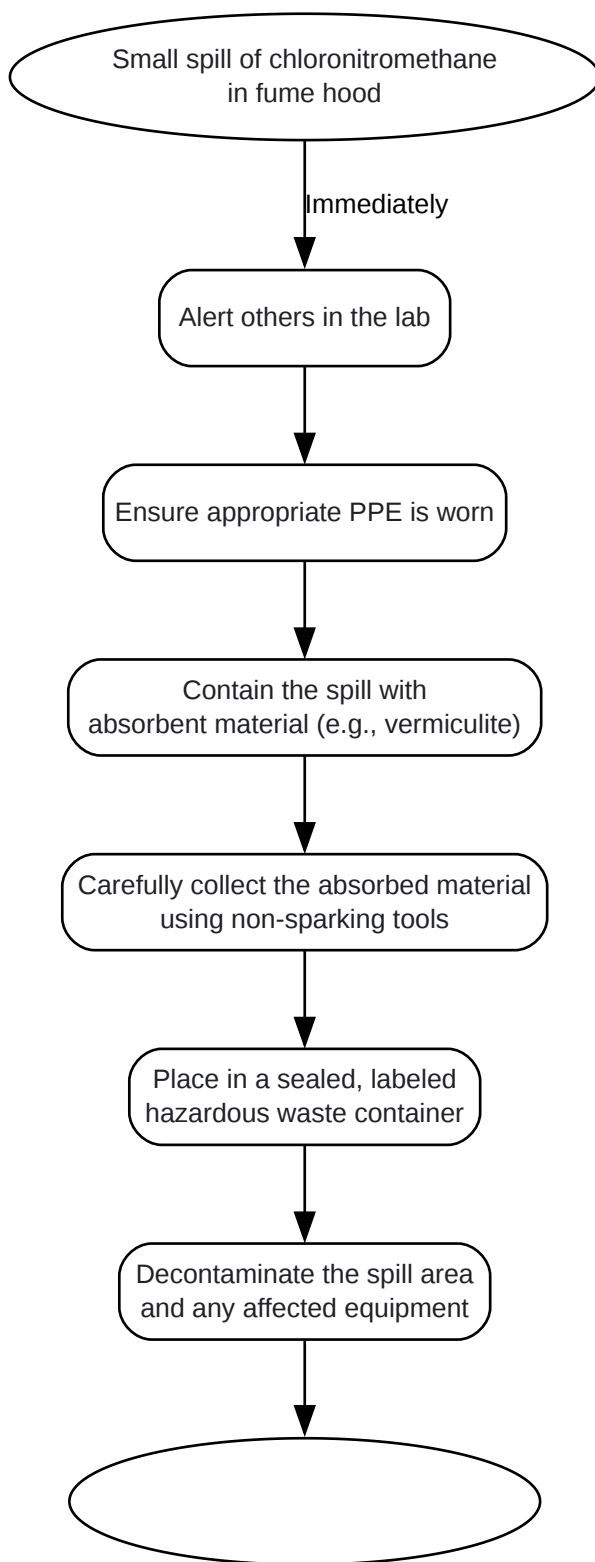 Small spill of chloronitromethane
in fume hood
Immediately
Alert others in the lab
Ensure appropriate PPE is worn
Contain the spill with
absorbent material (e.g., vermiculite)
Carefully collect the absorbed material
using non-sparking tools
Place in a sealed, labeled
hazardous waste container
Decontaminate the spill area
and any affected equipment